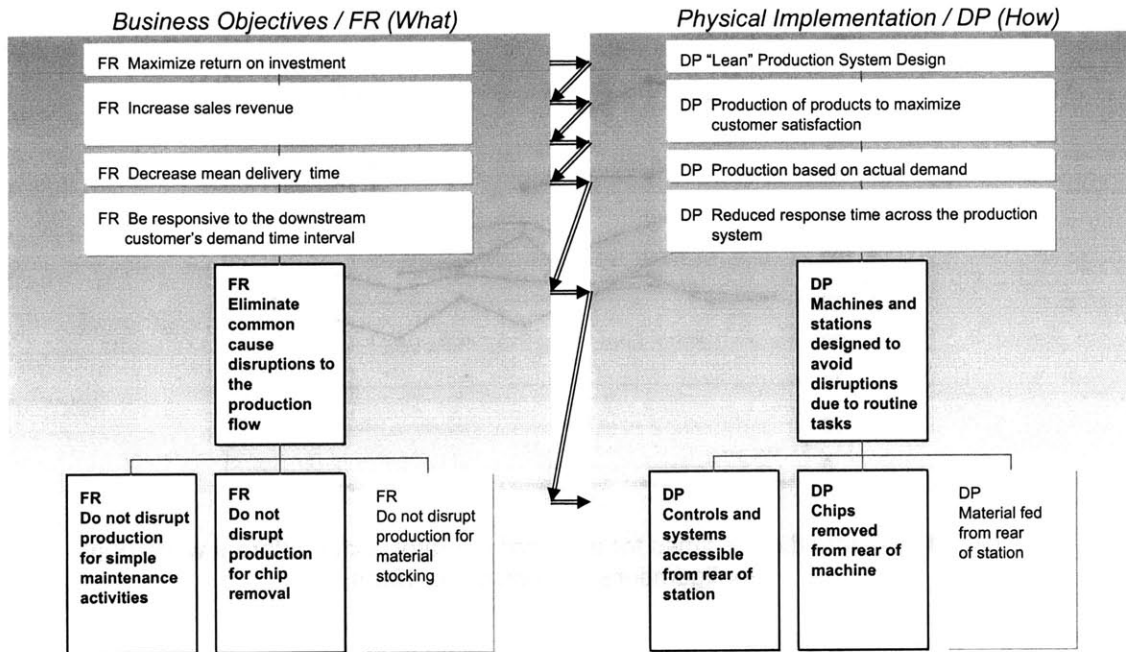 Business Objectives / FR (What)
FR Maximize return on investment
FR Increase sales revenue
FR Decrease mean delivery time
FR Be responsive to the downstream
customer's demand time interval
FR
Eliminate
common
cause
disruptions to
the
production
flow
FR
Do not disrupt
production
for simple
maintenance
activities
FR
Do not
disrupt
production
for chip
removal
FR
Do not disrupt
production for
material
stocking
Physical Implementation / DP (How)
DP "Lean" Production System Design
DP Production of products to maximize
customer satisfaction
DP Production based on actual demand
DP Reduced response time across the production
system
DP
Machines and
stations
designed to
avoid
disruptions
due to routine
tasks
DP
Controls and
systems
accessible
from rear of
station
DP
Chips
removed
from rear of
machine
DP
Material fed
from rear
of station